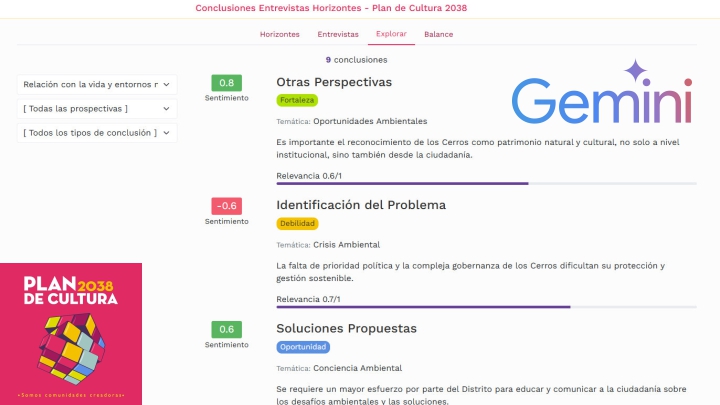 Conclusiones Entrevistas Horizontes - Plan de Cultura 2038
Horizontes
Entrevistas
Explorar
Balance
9 conclusiones
Relación con la vida y entornos r
[ Todas las prospectivas ]
[ Todos los tipos de conclusión ]
0.8
Sentimiento
Otras Perspectivas
Fortaleza
Temática: Oportunidades Ambientales
Es importante el reconocimiento de los Cerros como patrimonio natural y cultural, no solo a nivel
institucional, sino también desde la ciudadanía.
Relevancia 0.6/1
Gemini
-0.6
Sentimiento
Identificación del Problema
Debilidad
Temática: Crisis Ambiental
La falta de prioridad política y la compleja gobernanza de los Cerros dificultan su protección y
gestión sostenible.
Relevancia 0.7/1
0.6
Sentimiento
Soluciones Propuestas
Oportunidad
Temática: Conciencia Ambiental
Se requiere un mayor esfuerzo por parte del Distrito para educar y comunicar a la ciudadanía sobre
los desafíos ambientales y las soluciones.
PLAN 2038
DE CULTURA
•Somos comunidades creadoras•